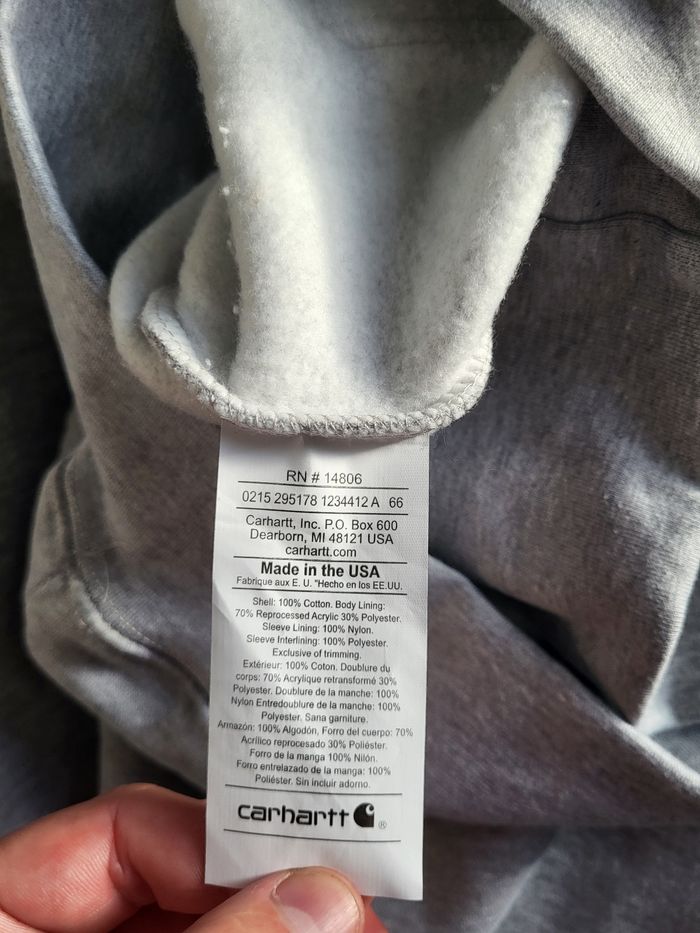 RN # 14806
0215 295178 1234412 A 66
Carhartt, Inc. P.O. Box 600
Dearborn, MI 48121 USA
carhartt.com
Made in the USA
Fabrique aux E. U. "Hecho en los EE.UU.
Shell: 100% Cotton. Body Lining:
70% Reprocessed Acrylic 30% Polyester.
Sleeve Lining: 100% Nylon.
Sleeve Interlining: 100% Polyester.
Exclusive of trimming.
Extérieur: 100% Coton. Doublure du
corps: 70% Acrylique retransformé 30%
Polyester. Doublure de la manche: 100%
Nylon Entredoublure de la manche: 100%
Polyester. Sana garniture.
Armazón: 100% Algodón, Forro del cuerpo: 70%
Acrílico reprocesado 30% Poliéster.
Forro de la manga 100% Nilón.
Forro entrelazado de la manga: 100%
Poliéster. Sin incluir adorno.
carhartt ®